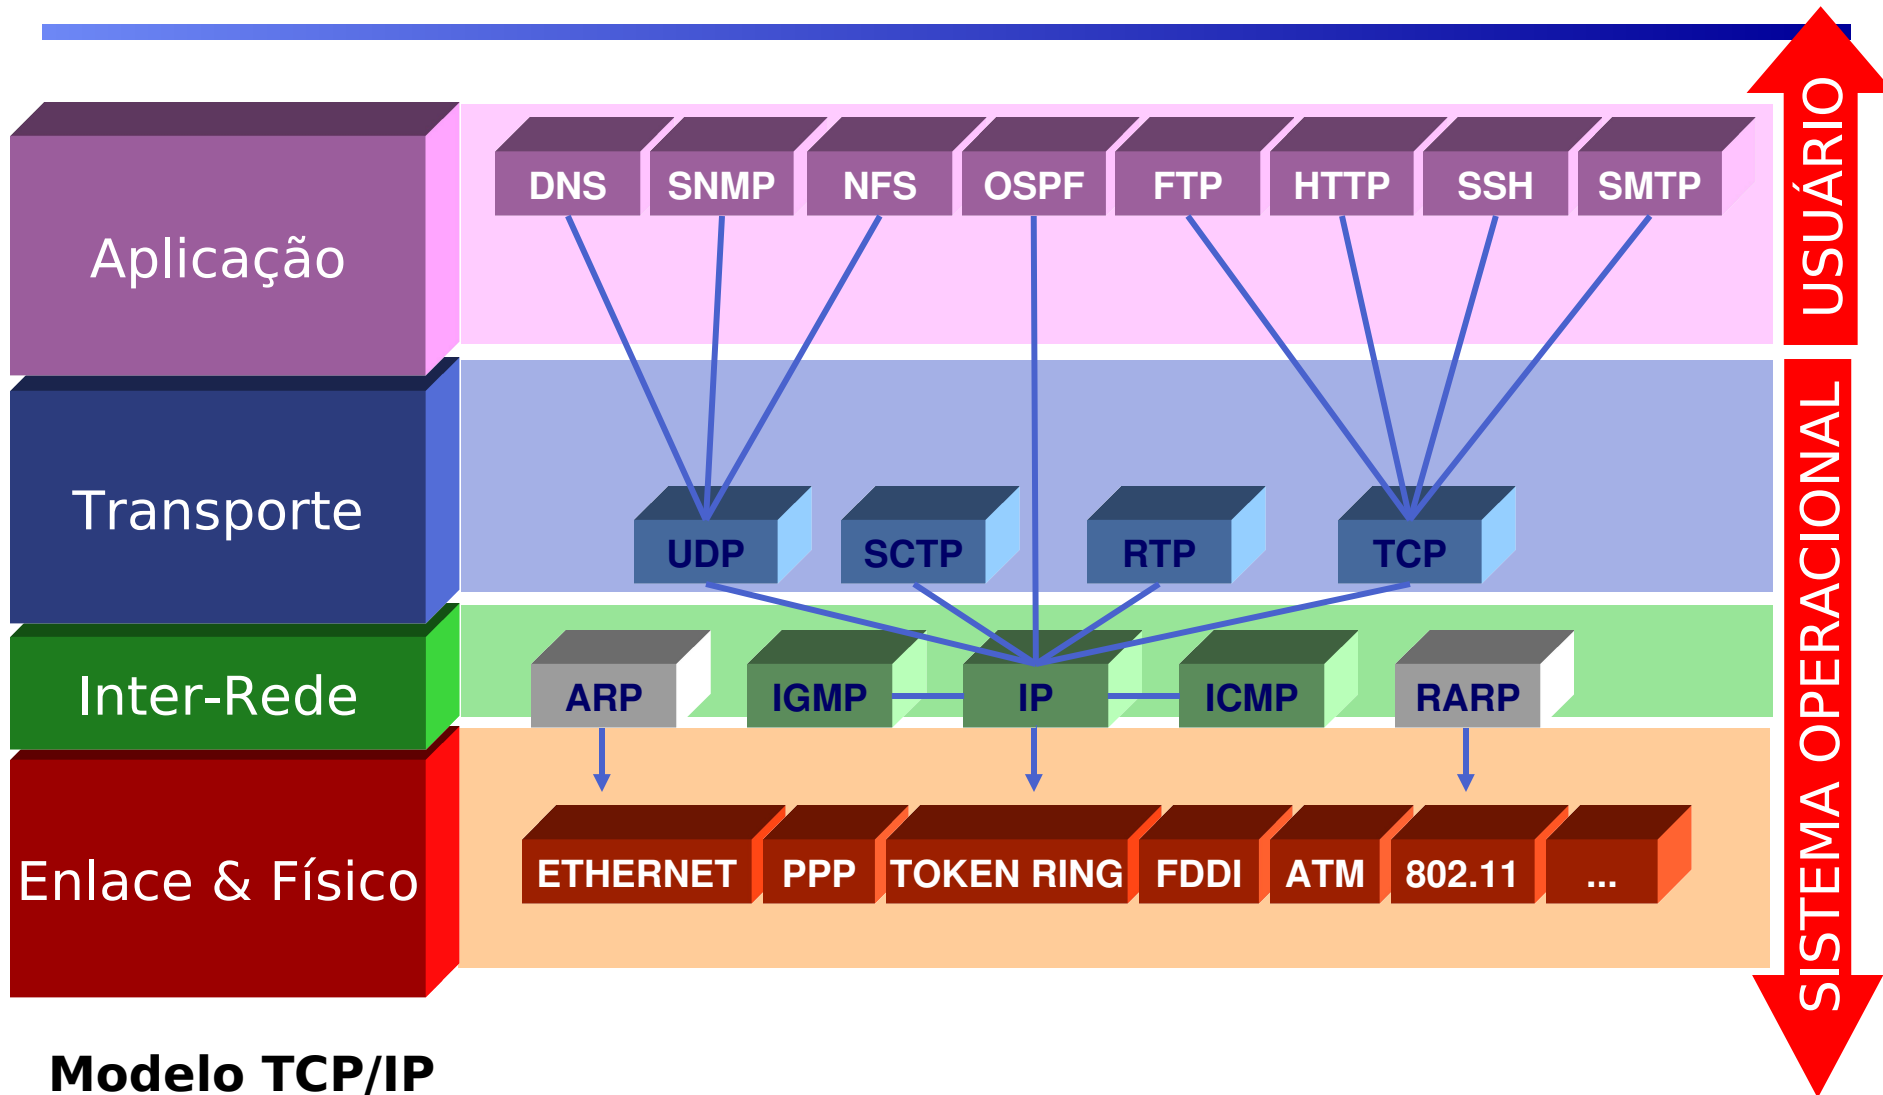 USUÁRIO
Aplicação
DNS SNMP NFS OSPF FTP HTTP SSH SMTP
SISTEMA OPERACIONAL
Transporte
UDP SCTP RTP TCP
Inter-Rede
ARP IGMP IP ICMP RARP
Enlace & Físico
ETHERNET PPP TOKEN RING FDDI ATM 802.11 ...
Modelo TCP/IP